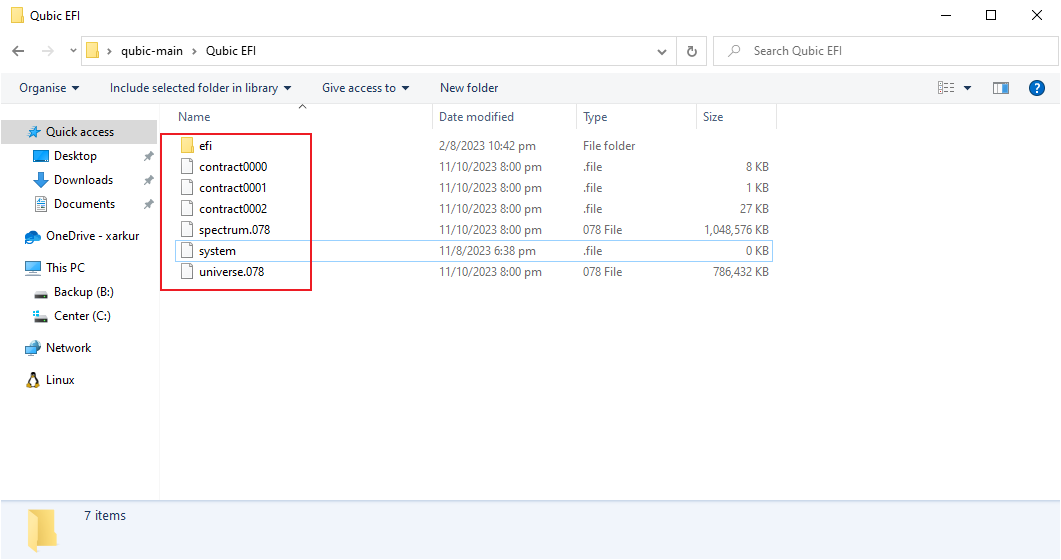 Qubic EFI
qubic-main Qubic EFI Search Qubic EFI
Organise Include selected folder in library Give access to New folder ?
Name Date modified Type Size
Quick access
Desktop
Downloads
Documents
OneDrive - xarkur
This PC
Backup (B:)
Center (C:)
Network
Linux
efi 2/8/2023 10:42 pm File folder
contract0000 11/10/2023 8:00 pm .file 8 KB
contract0001 11/10/2023 8:00 pm .file 1 KB
contract0002 11/10/2023 8:00 pm .file 27 KB
spectrum.078 11/10/2023 8:00 pm 078 File 1,048,576 KB
system 11/8/2023 6:38 pm .file 0 KB
universe.078 11/10/2023 8:00 pm 078 File 786,432 KB
7 items